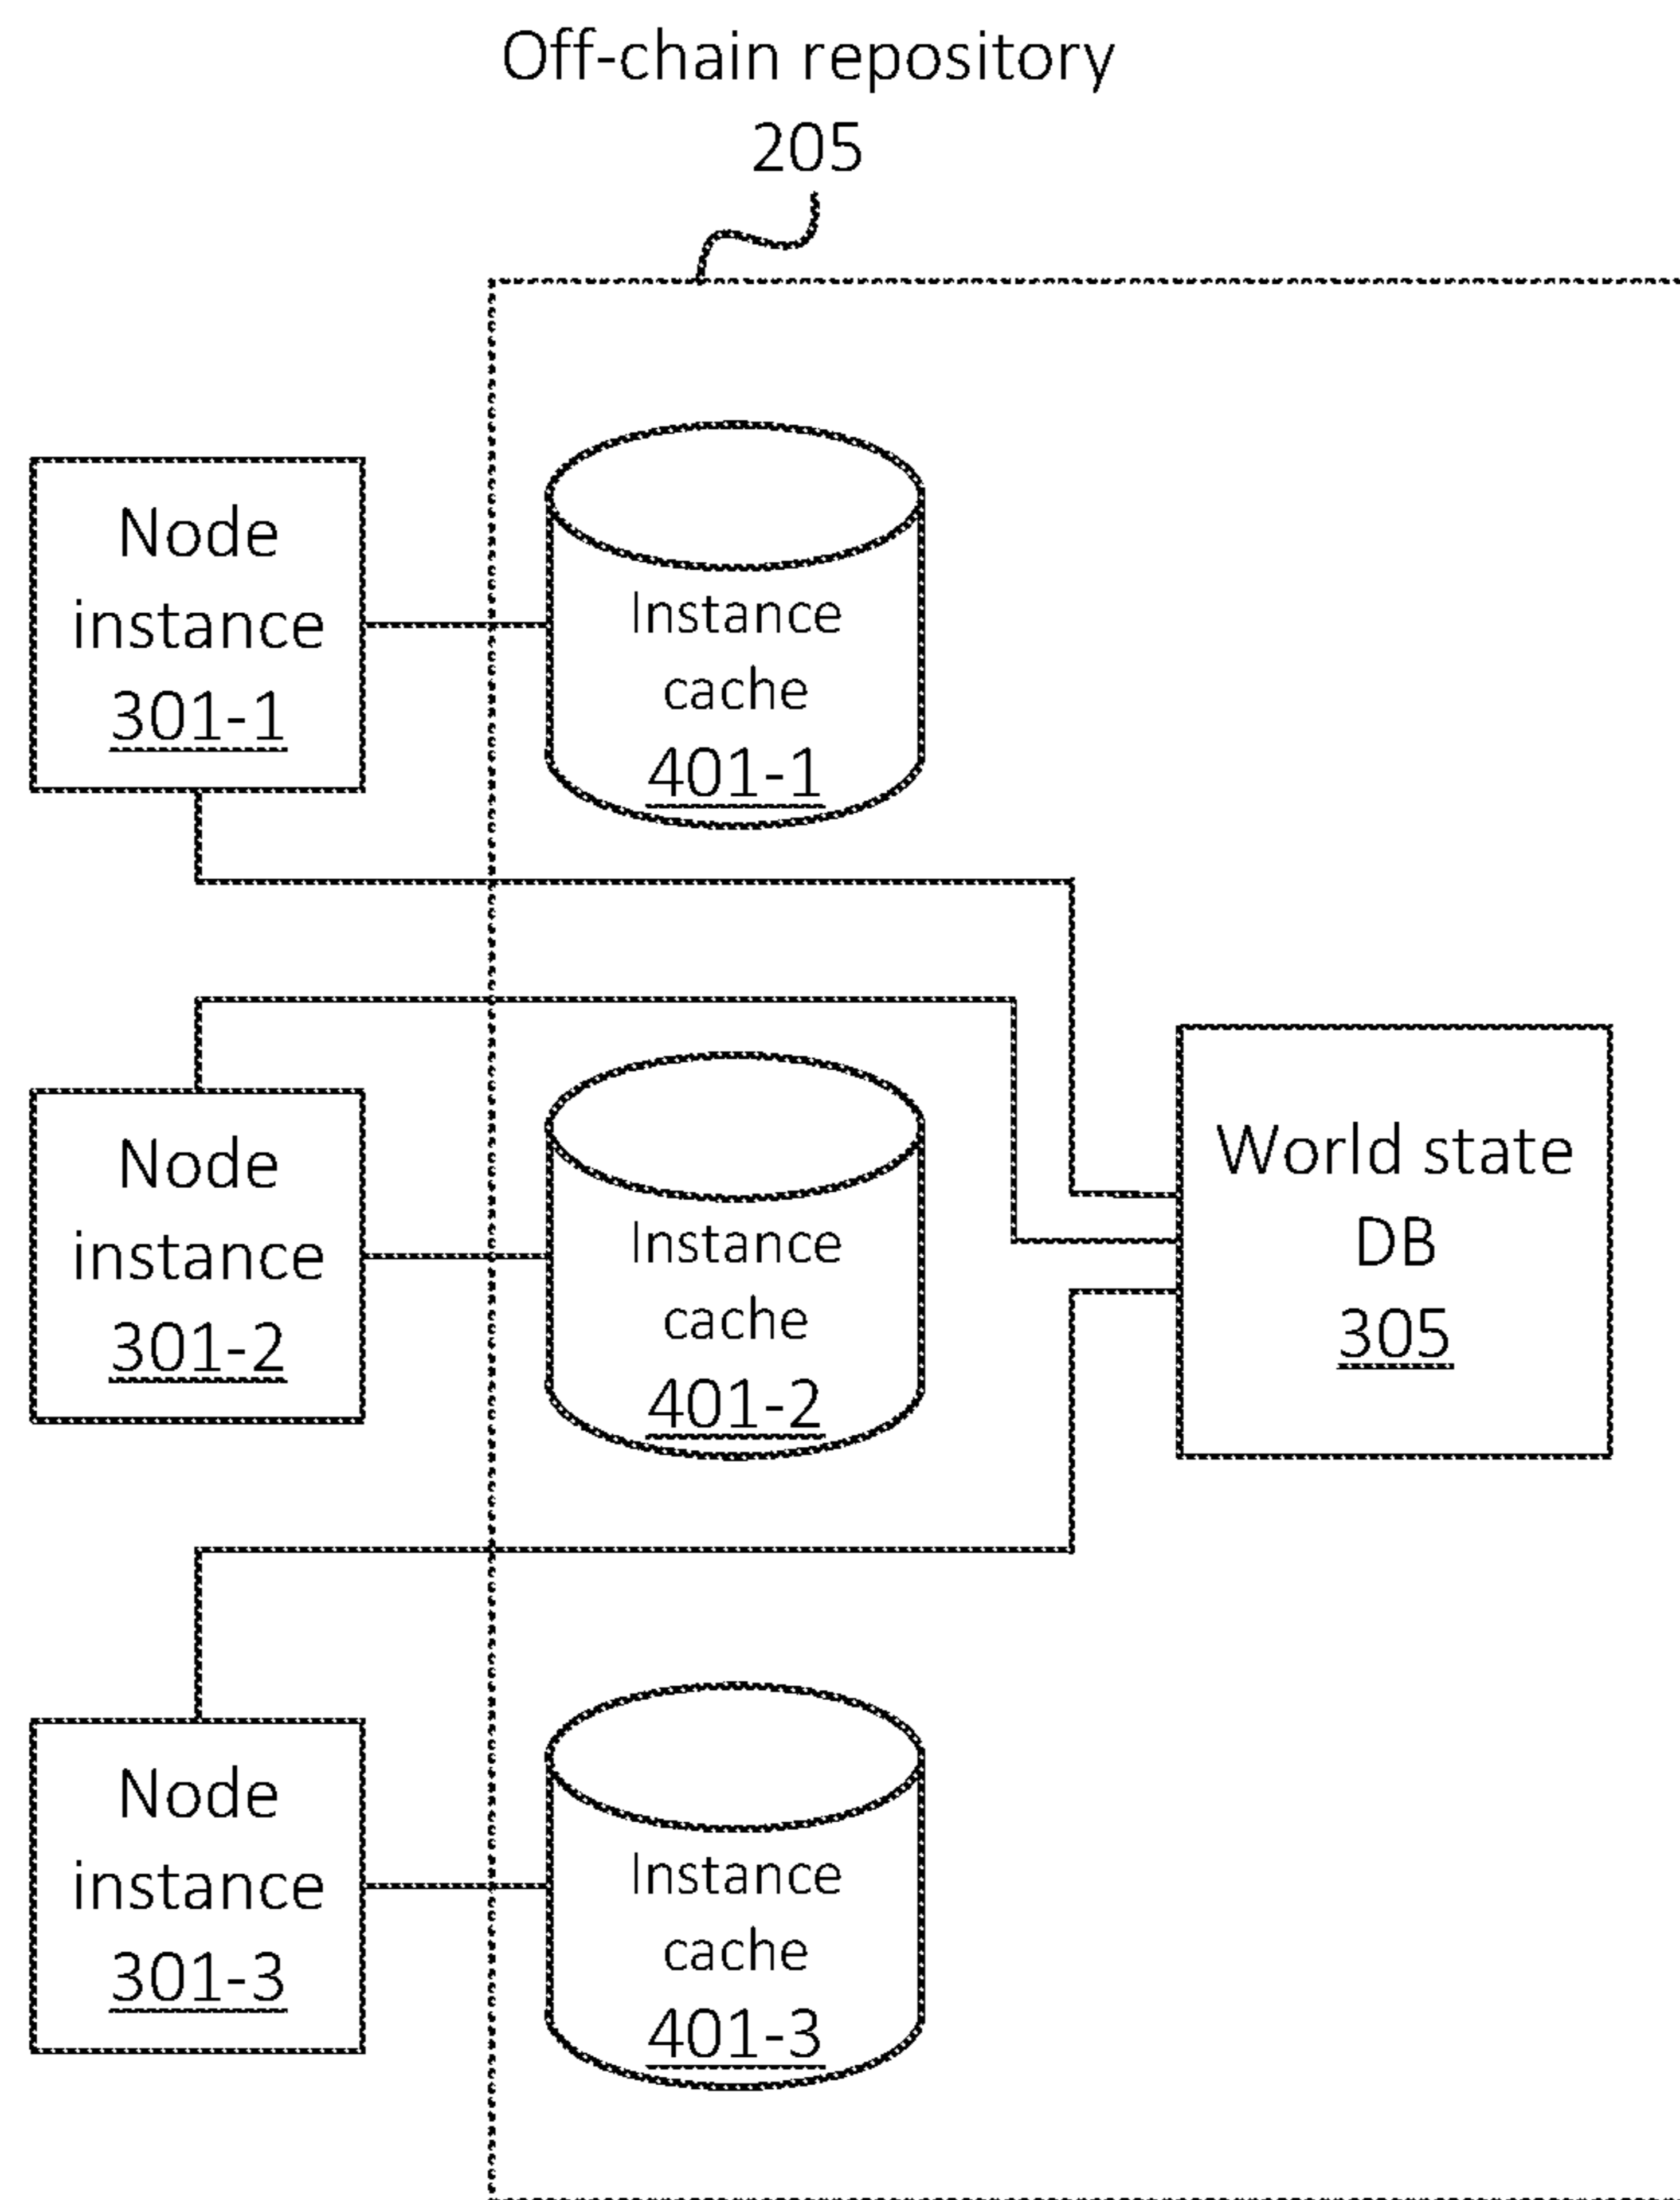 Off-chain repository
205
Node
instance
301-1
Instance
cache
401-1
Node
instance
301-2
Instance
cache
401-2
World state
DB
305
Node
instance
301-3
Instance
cache
401-3